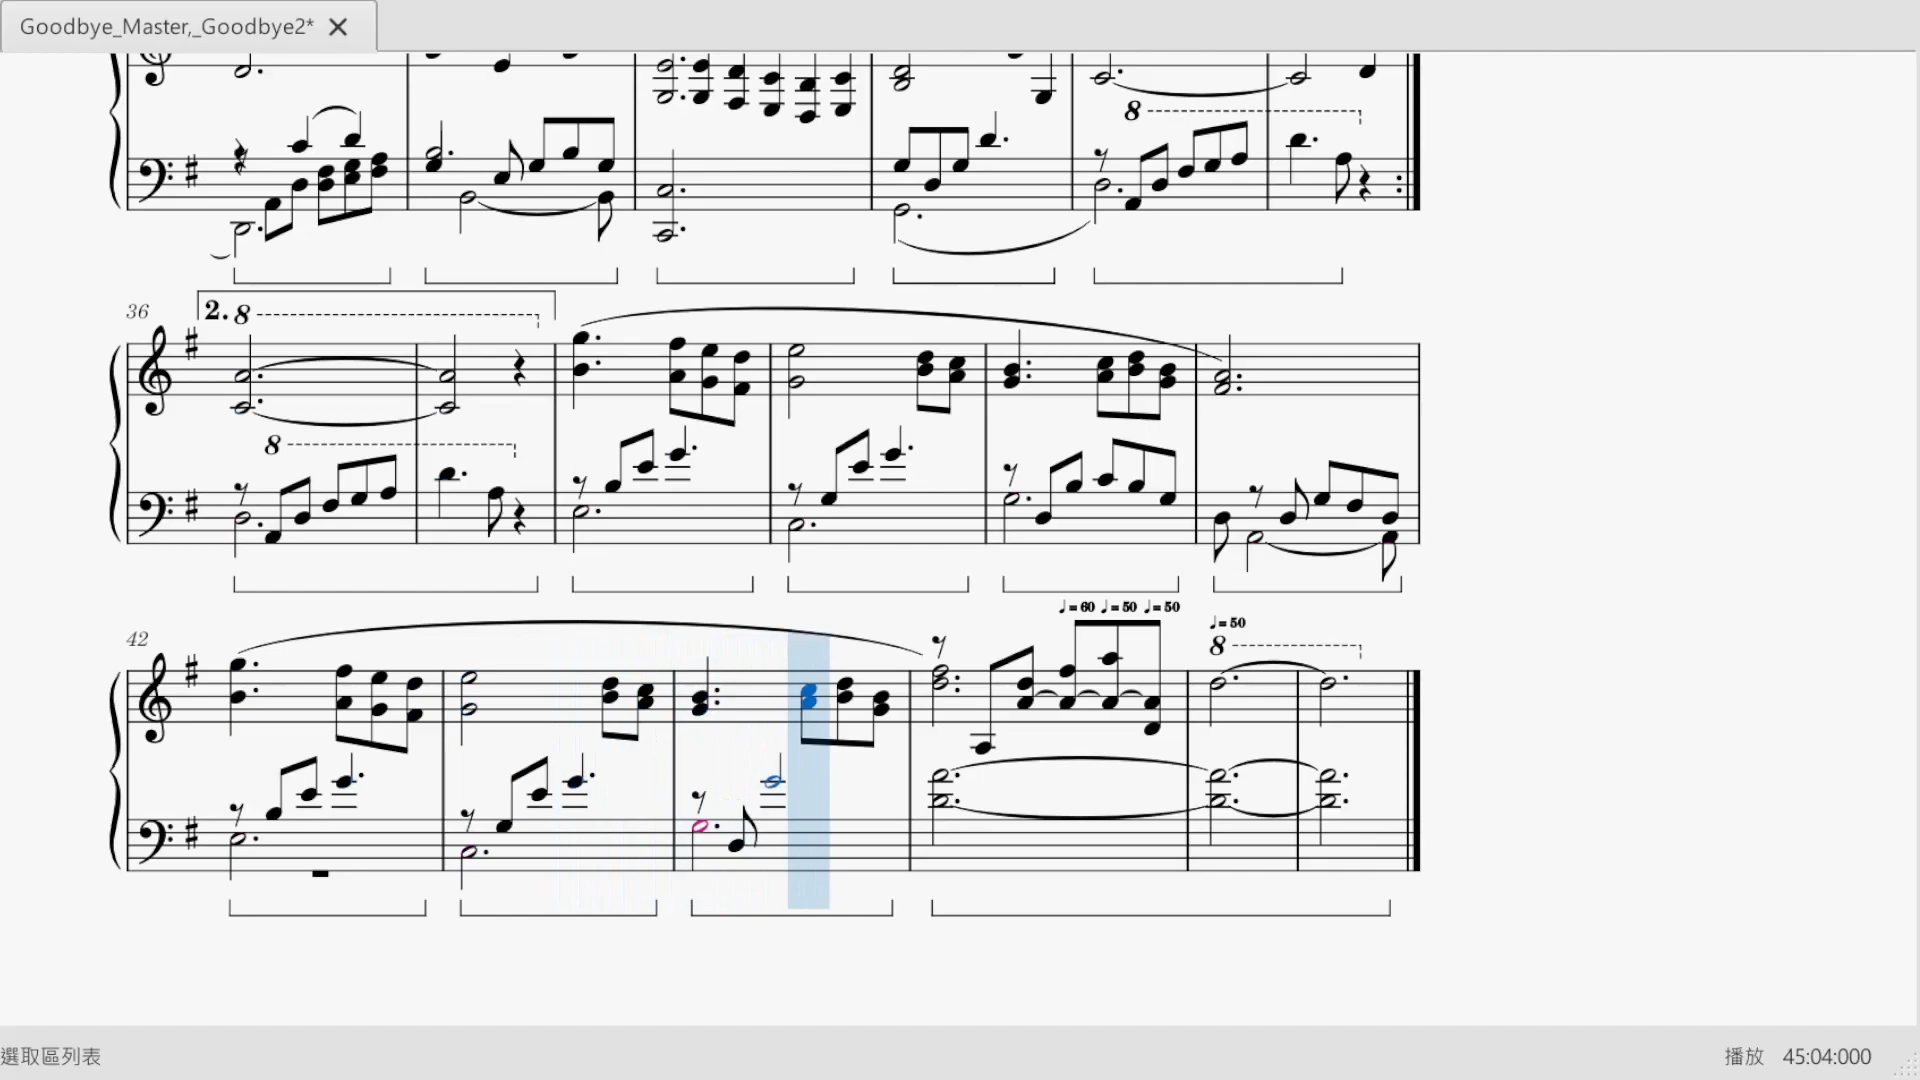 Goodbye_Master,_Goodbye2*
8
36
2. 8
8
♩= 60 ♩= 50 ♩= 50
42
♩= 50
8
選取區列表
播放 45:04:000